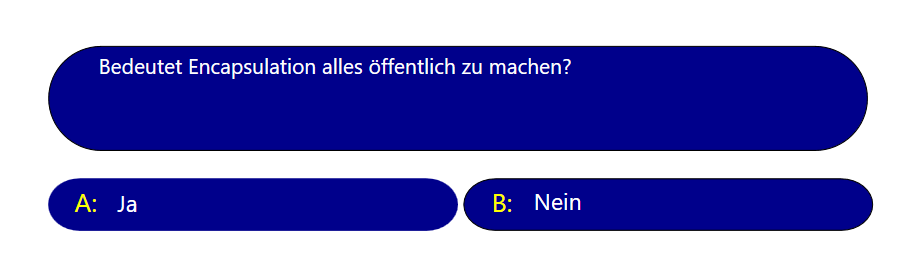 Bedeutet Encapsulation alles öffentlich zu machen?
A: Ja
B: Nein